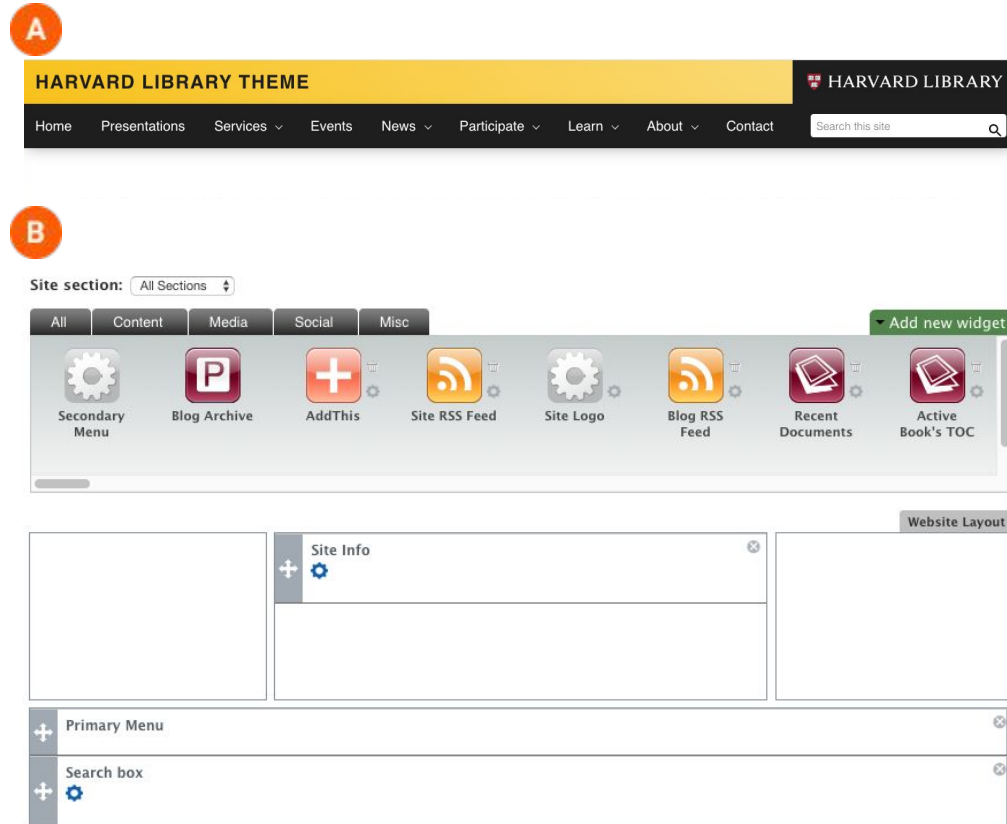 A
HARVARD LIBRARY THEME
HARVARD LIBRARY
Home Presentations Services Events News Participate Learn About Contact Search this site
B
Site section: All Sections
All Content Media Social Misc Add new widget
Secondary Menu
Blog Archive
AddThis
Site RSS Feed
Site Logo
Blog RSS Feed
Recent Documents
Active Book's TOC
Website Layout
Site Info
Primary Menu
Search box